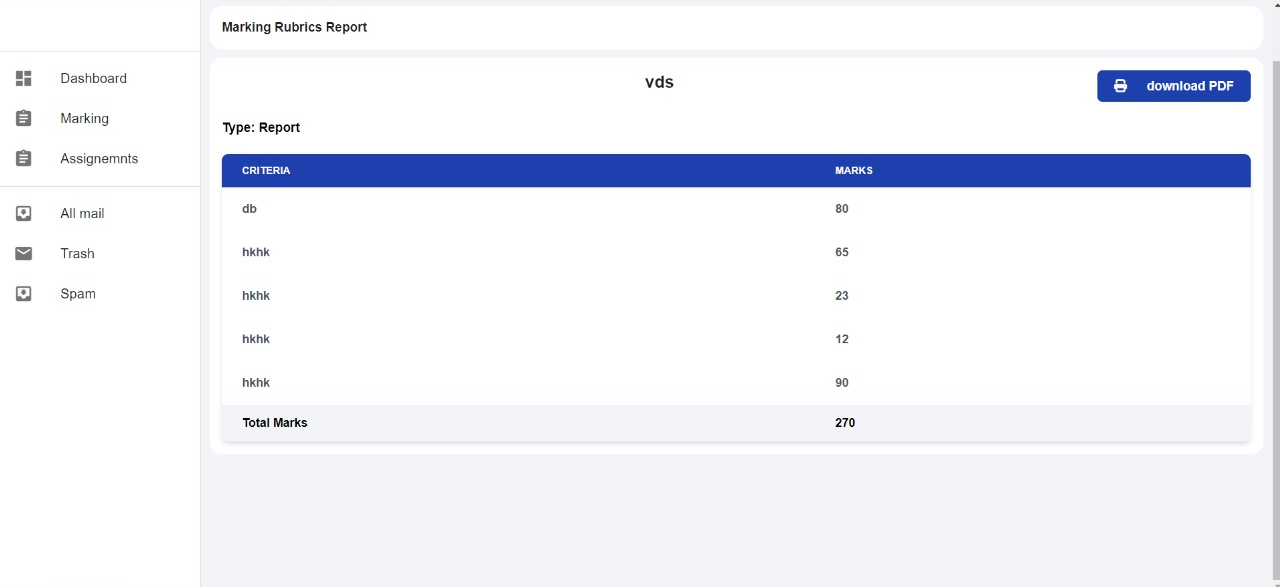 Marking Rubrics Report
Dashboard
Marking
Assignemnts
All mail
Trash
Spam
vds
download PDF
Type: Report
CRITERIA MARKS
db 80
hkhk 65
hkhk 23
hkhk 12
hkhk 90
Total Marks 270